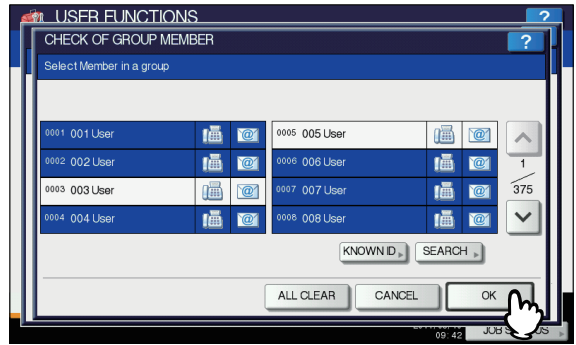 USER FUNCTIONS
?
CHECK OF GROUP MEMBER
?
Select Member in a group
0001 001 User
@
0005 005 User
@
0002 002 User
@
0006 006 User
@
1
0003 003 User
@
0007 007 User
@
375
0004 004 User
@
0008 008 User
@
KNOWN ID
SEARCH
ALL CLEAR
CANCEL
OK
09:42